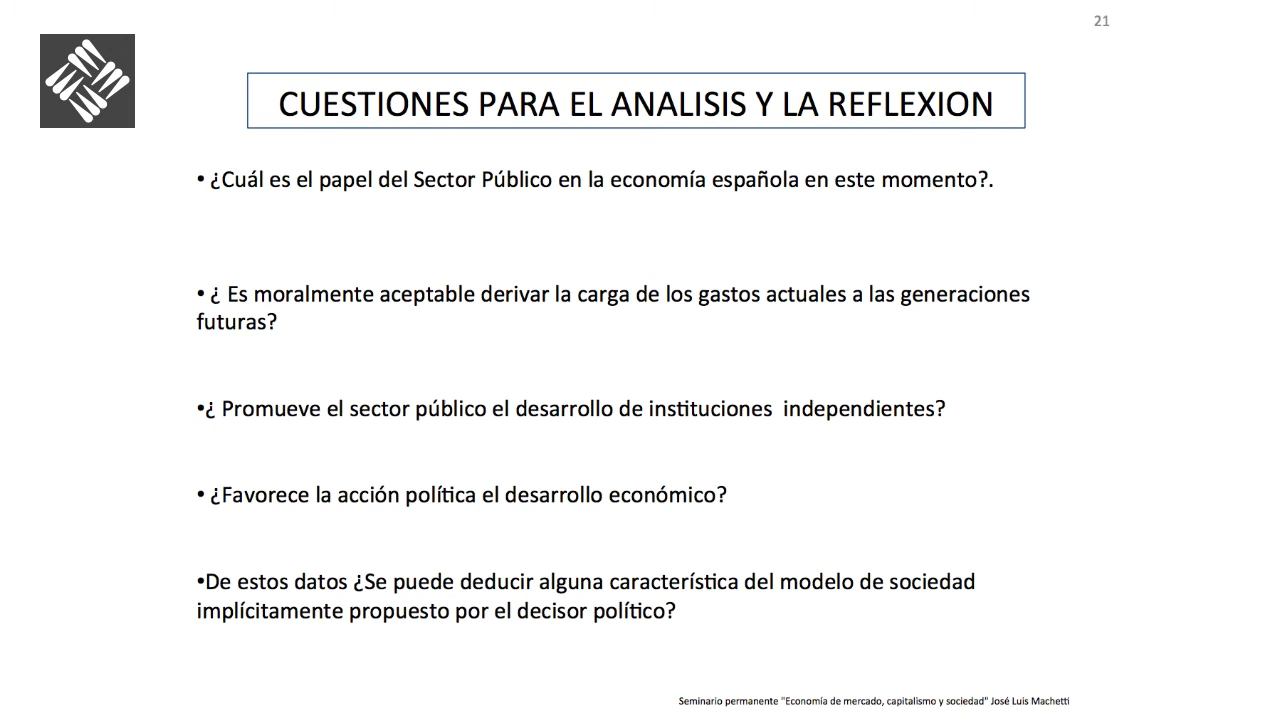 21
CUESTIONES PARA EL ANALISIS Y LA REFLEXION
• ¿Cuál es el papel del Sector Público en la economía española en este momento?.
• ¿ Es moralmente aceptable derivar la carga de los gastos actuales a las generaciones
futuras?
•¿ Promueve el sector público el desarrollo de instituciones  independientes?
• ¿Favorece la acción política el desarrollo económico?
•De estos datos ¿Se puede deducir alguna característica del modelo de sociedad
implícitamente propuesto por el decisor político?
Seminario permanente "Economía de mercado, capitalismo y sociedad" José Luis Machetti